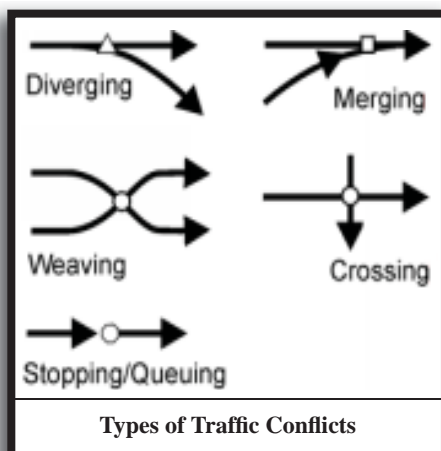 Diverging
Merging
Weaving
Crossing
Stopping/Queuing
Types of Traffic Conflicts